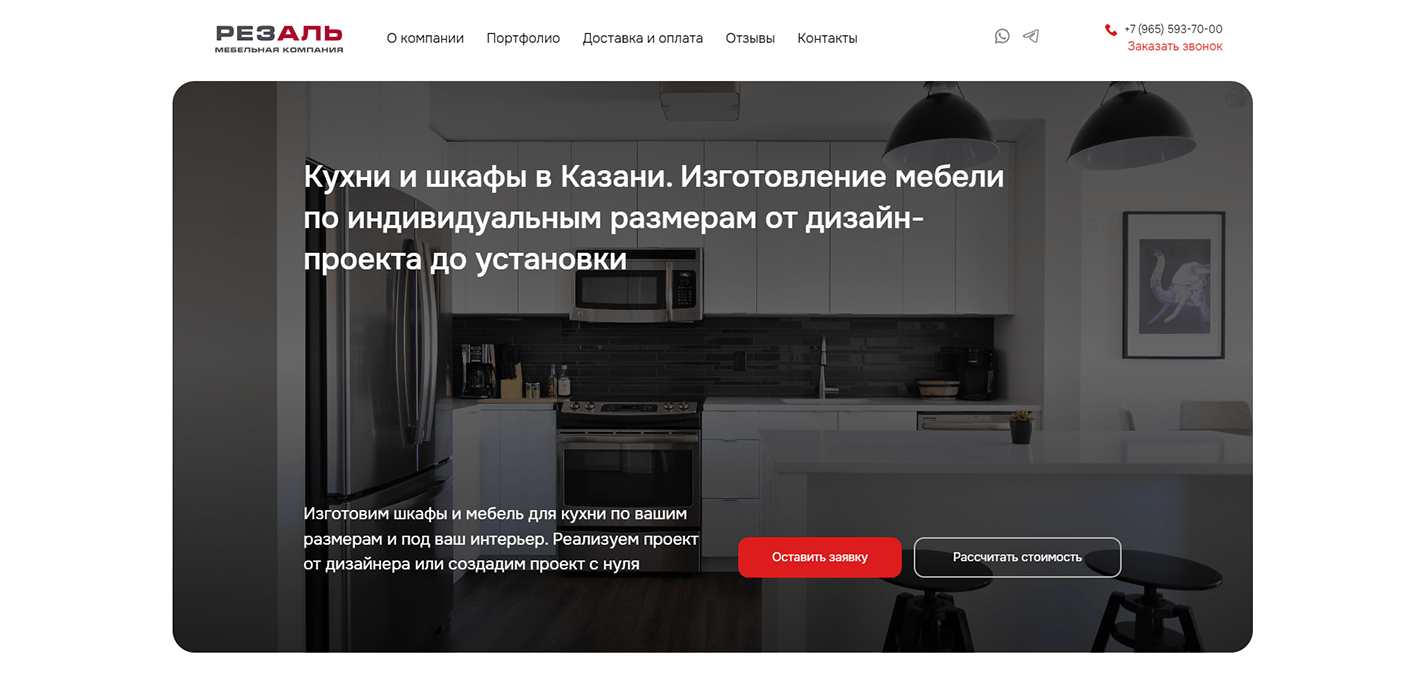 РЕЗАЛЬ
МЕБЕЛЬНАЯ КОМПАНИЯ
О компании
Портфолио
Доставка и оплата
Отзывы
Контакты
+7 (965) 593-70-00
Заказать звонок
Кухни и шкафы в Казани. Изготовление мебели
по индивидуальным размерам от дизайн-
проекта до установки
Изготовим шкафы и мебель для кухни по вашим
размерам и под ваш интерьер. Реализуем проект
от дизайнера или создадим проект с нуля
Оставить заявку
Рассчитать стоимость